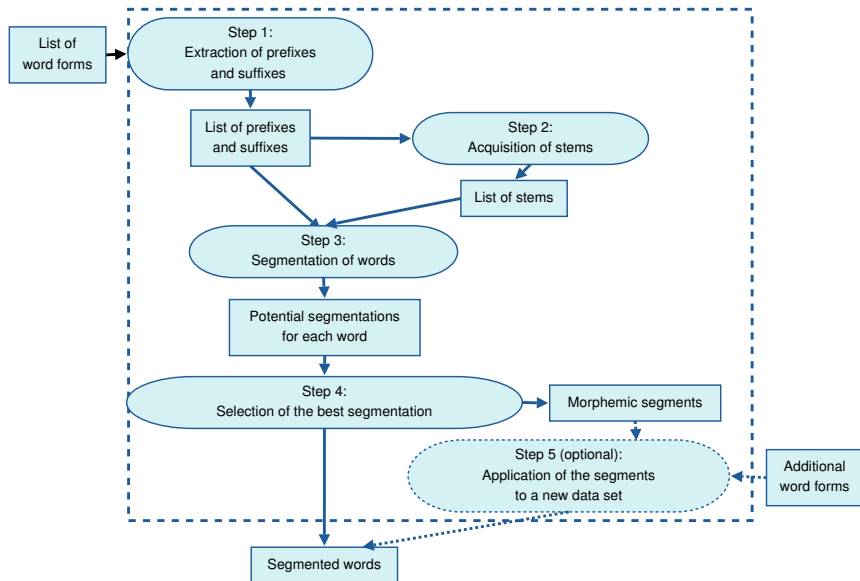 List of
word forms
Step 1:
Extraction of prefixes
and suffixes
List of prefixes
and suffixes
Step 2:
Acquisition of stems
List of stems
Step 3:
Segmentation of words
Potential segmentations
for each word
Step 4:
Selection of the best segmentation
Morphemic segments
Step 5 (optional):
Application of the segments
to a new data set
Additional
word forms
Segmented words